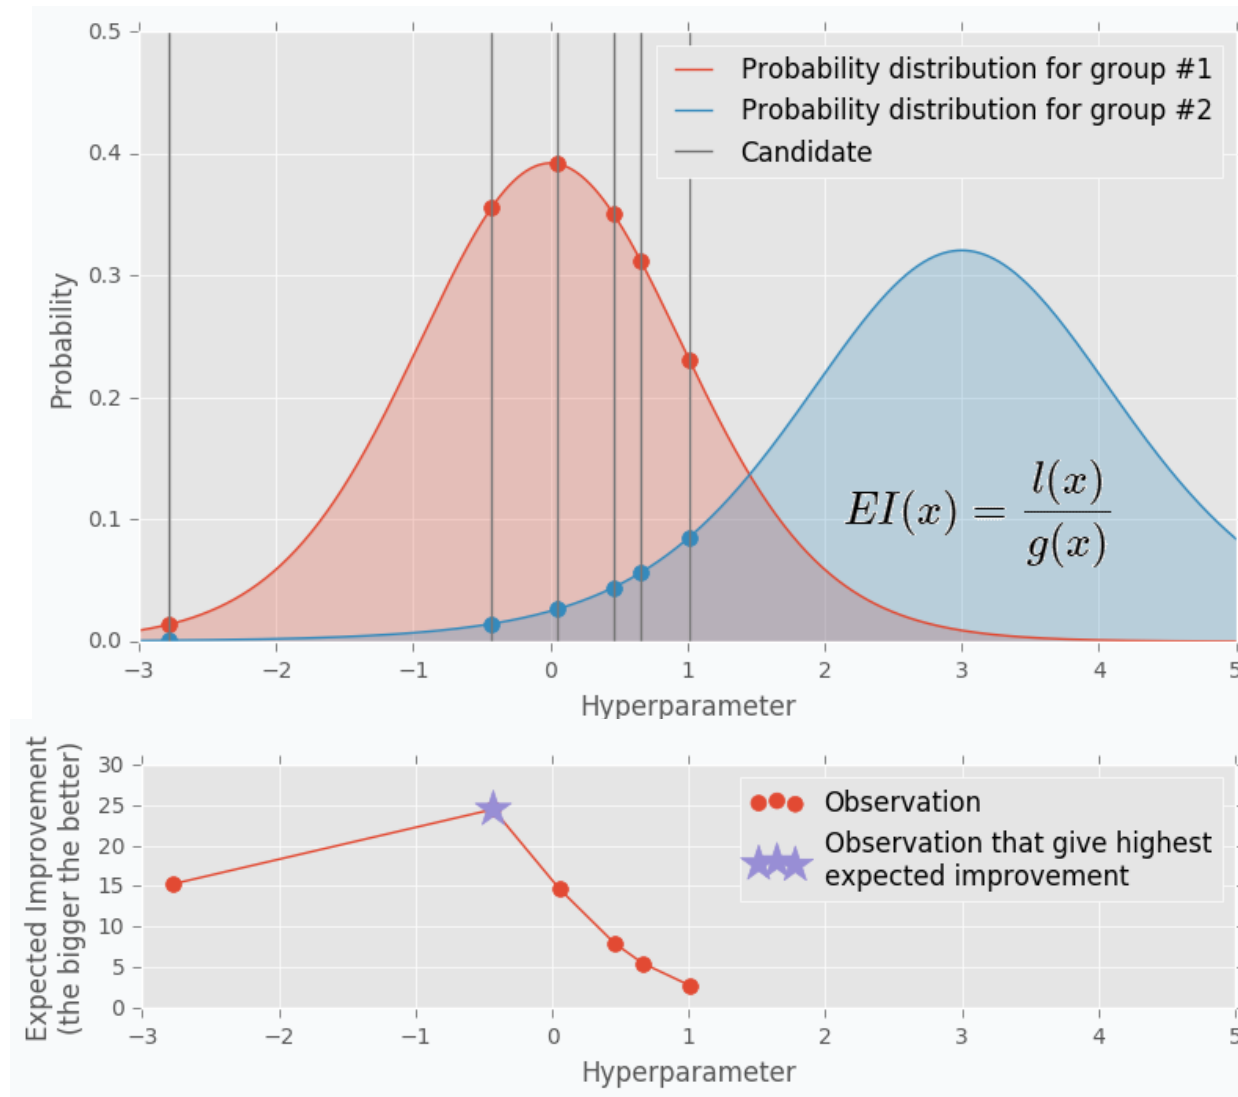 0.5
0.4
0.3
0.2
0.1
0.0
Probability
Probability distribution for group #1
Probability distribution for group #2
Candidate
EI(x) = l(x) / g(x)
−3 −2 −1 0 1 2 3 4 5
Hyperparameter
Expected Improvement
(the bigger the better)
30
25
20
15
10
5
0
Observation
Observation that give highest
expected improvement
−3 −2 −1 0 1 2 3 4 5
Hyperparameter